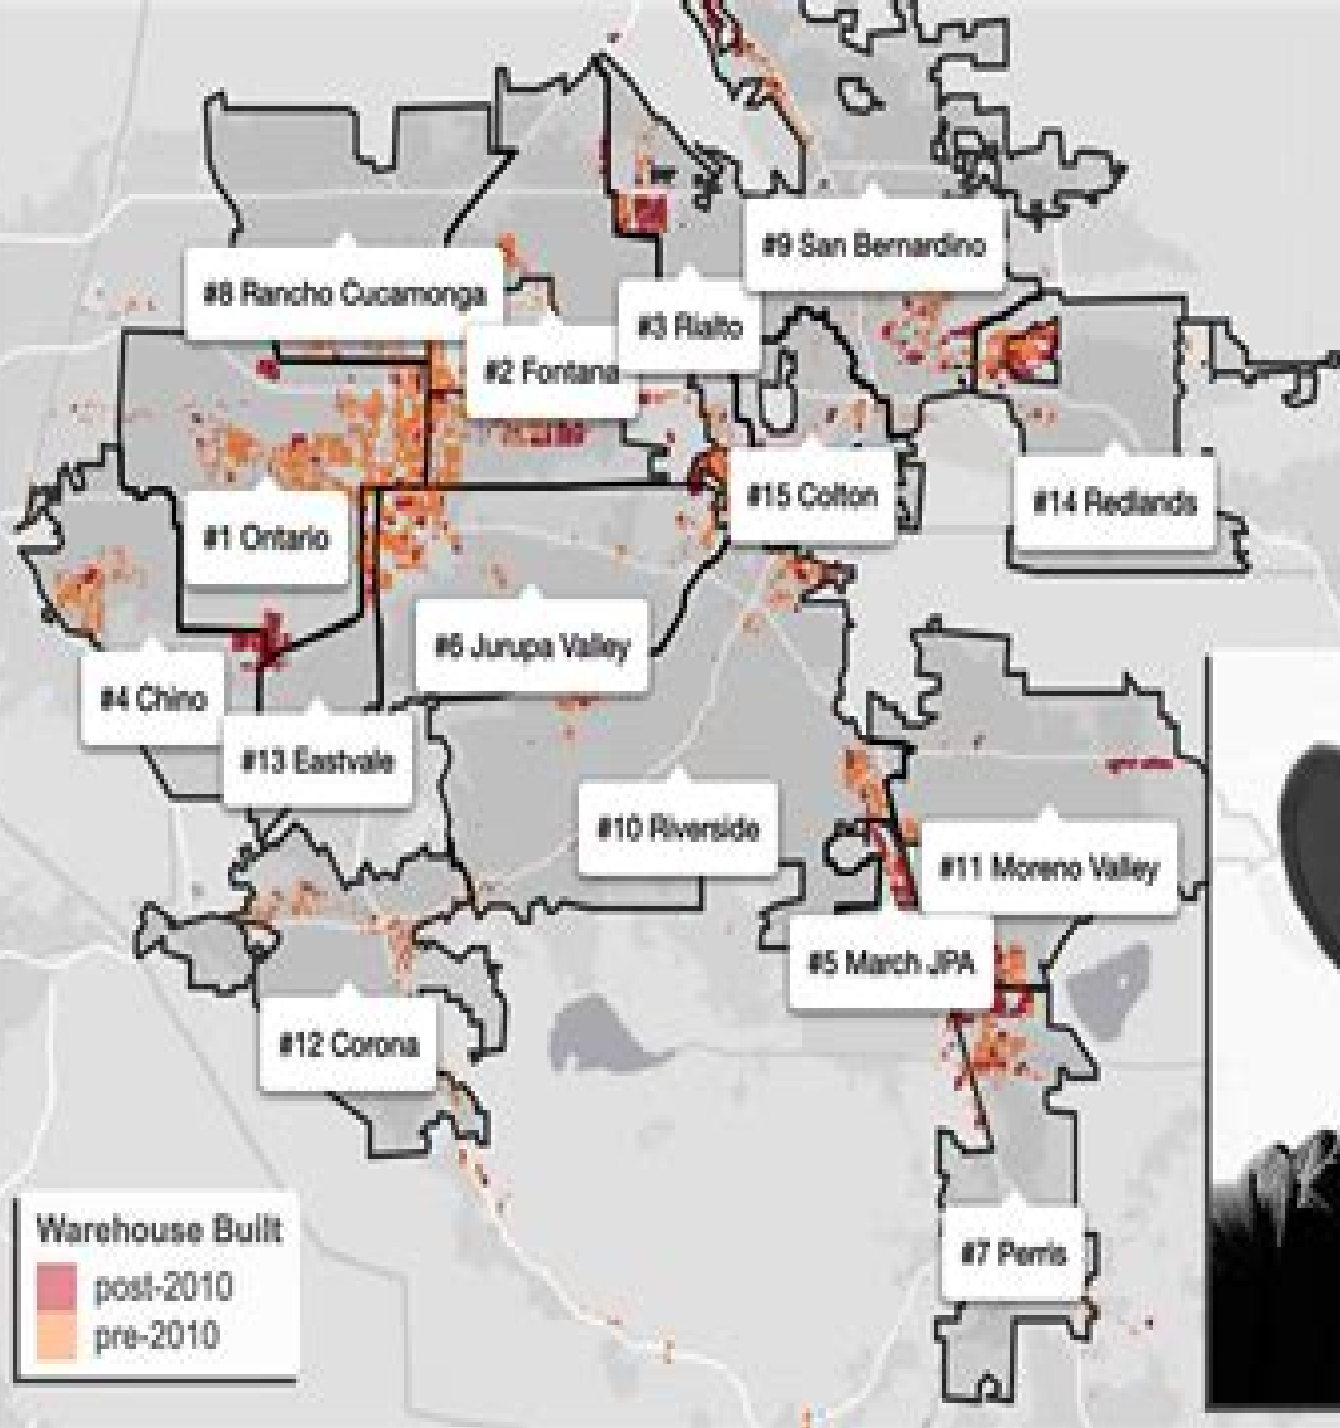 #9 San Bernardino
#8 Rancho Cucamonga
#3 Rialto
#2 Fontana
#15 Colton
#14 Redlands
#1 Ontario
#6 Jurupa Valley
#4 Chino
#13 Eastvale
#10 Riverside
#11 Moreno Valley
#5 March JPA
#12 Corona
#7 Perris
Warehouse Built
post-2010
pre-2010